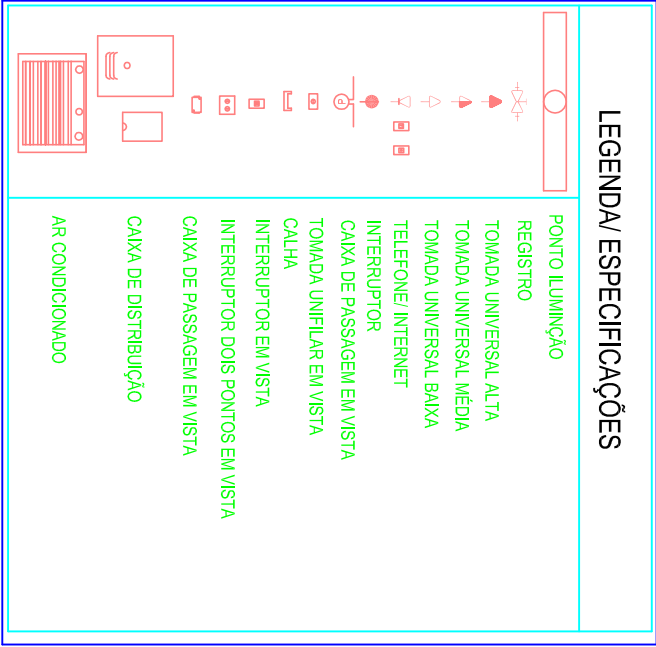 LEGENDA/ ESPECIFICAÇÕES
PONTO ILUMINÇÃO
REGISTRO
TOMADA UNIVERSAL ALTA
TOMADA UNIVERSAL MÉDIA
TOMADA UNIVERSAL BAIXA
TELEFONE/ INTERNET
INTERRUPTOR
P
CAIXA DE PASSAGEM EM VISTA
TOMADA UNIFILAR EM VISTA
CALHA
INTERRUPTOR EM VISTA
INTERRUPTOR DOIS PONTOS EM VISTA
CAIXA DE PASSAGEM EM VISTA
CAIXA DE DISTRIBUIÇÃO
AR CONDICIONADO